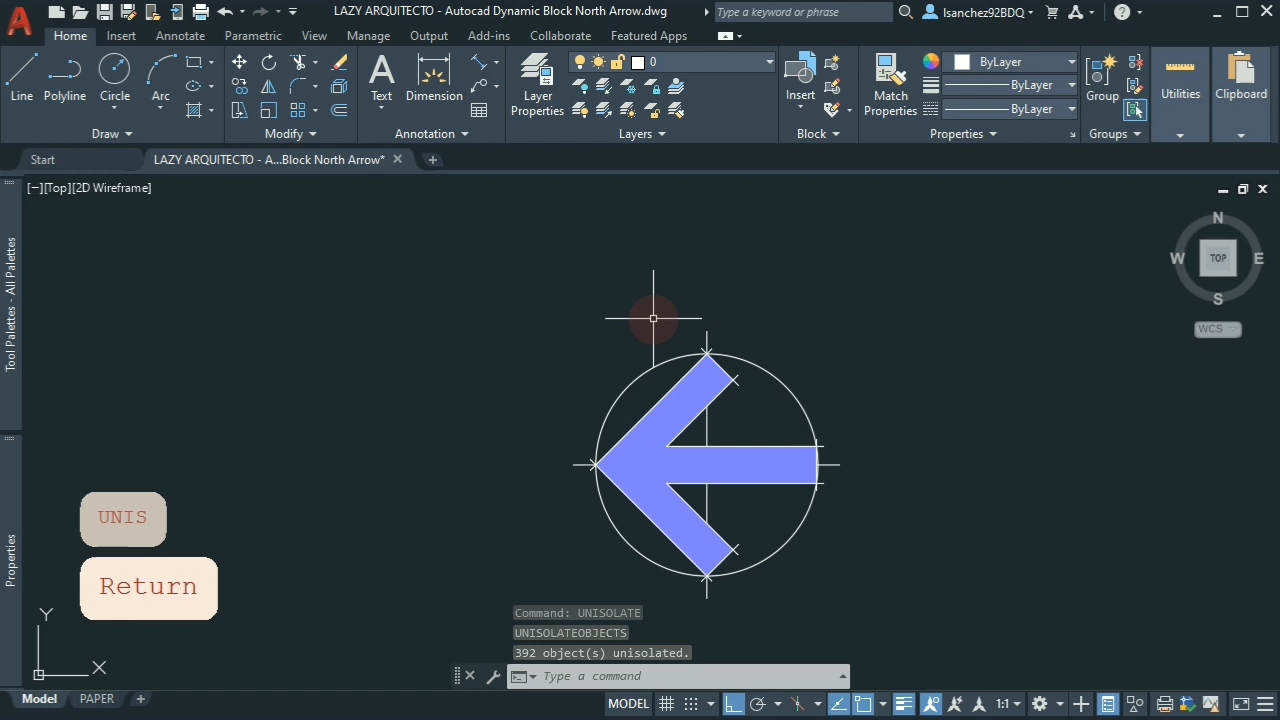 LAZY ARQUITECTO - Autocad Dynamic Block North Arrow.dwg
Type a keyword or phrase
lsanchez92BDQ
Home Insert Annotate Parametric View Manage Output Add-ins Collaborate Featured Apps
Line
Polyline
Circle
Arc
Text
Dimension
Layer
Properties
0
Insert
Match
Properties
ByLayer
ByLayer
ByLayer
Group
Utilities
Clipboard
Draw
Modify
Annotation
Layers
Block
Properties
Groups
Start
LAZY ARQUITECTO - A...Block North Arrow*
[−][Top][2D Wireframe]
N
W
TOP
E
S
WCS
Tool Palettes - All Palettes
Properties
UNIS
Return
Y
X
Command: UNISOLATE
UNISOLATEOBJECTS
392 object(s) unisolated.
Type a command
Model
PAPER
MODEL
1:1